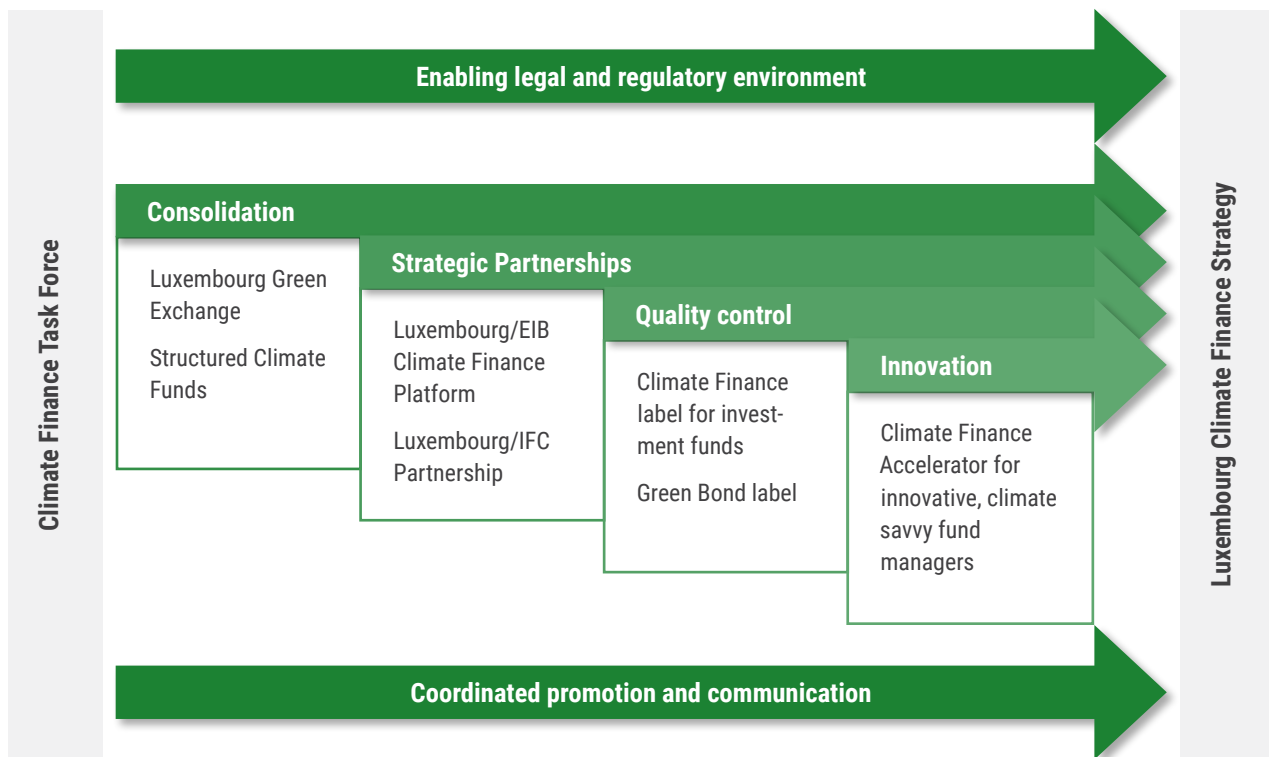 Climate Finance Task Force
Enabling legal and regulatory environment
Consolidation
Luxembourg Green
Exchange
Structured Climate
Funds
Strategic Partnerships
Luxembourg/EIB
Climate Finance
Platform
Luxembourg/IFC
Partnership
Quality control
Climate Finance
label for invest-
ment funds
Green Bond label
Innovation
Climate Finance
Accelerator for
innovative, climate
savvy fund
managers
Coordinated promotion and communication
Luxembourg Climate Finance Strategy